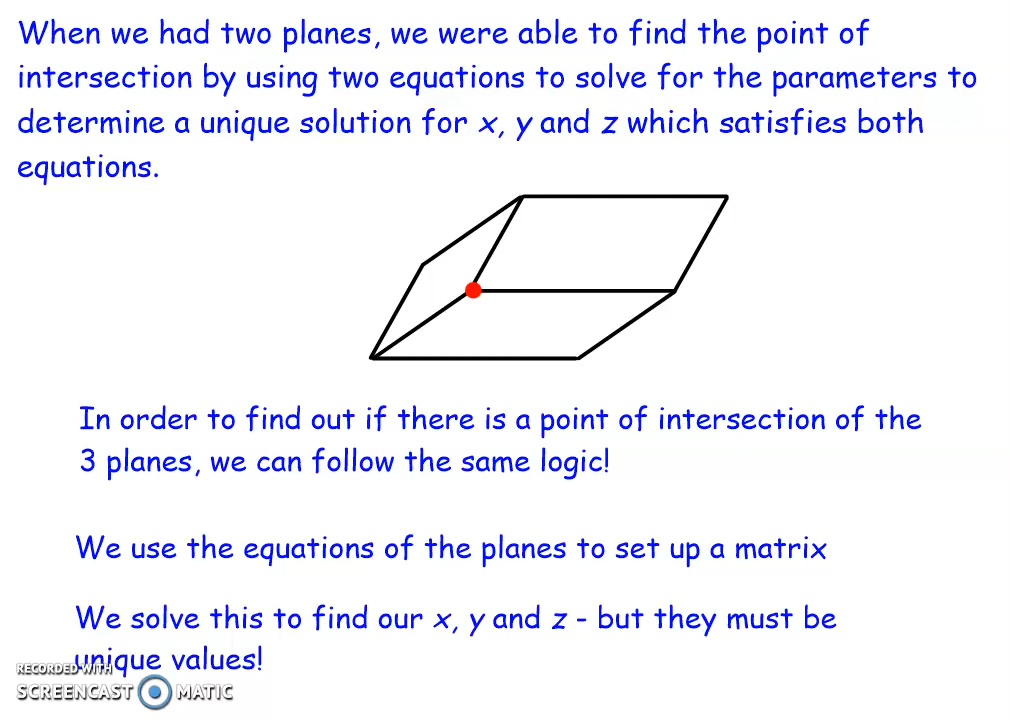 When we had two planes, we were able to find the point of
intersection by using two equations to solve for the parameters to
determine a unique solution for x, y and z which satisfies both
equations.
In order to find out if there is a point of intersection of the
3 planes, we can follow the same logic!
We use the equations of the planes to set up a matrix
We solve this to find our x, y and z - but they must be
unique values!
RECORDED WITH
SCREENCAST MATIC